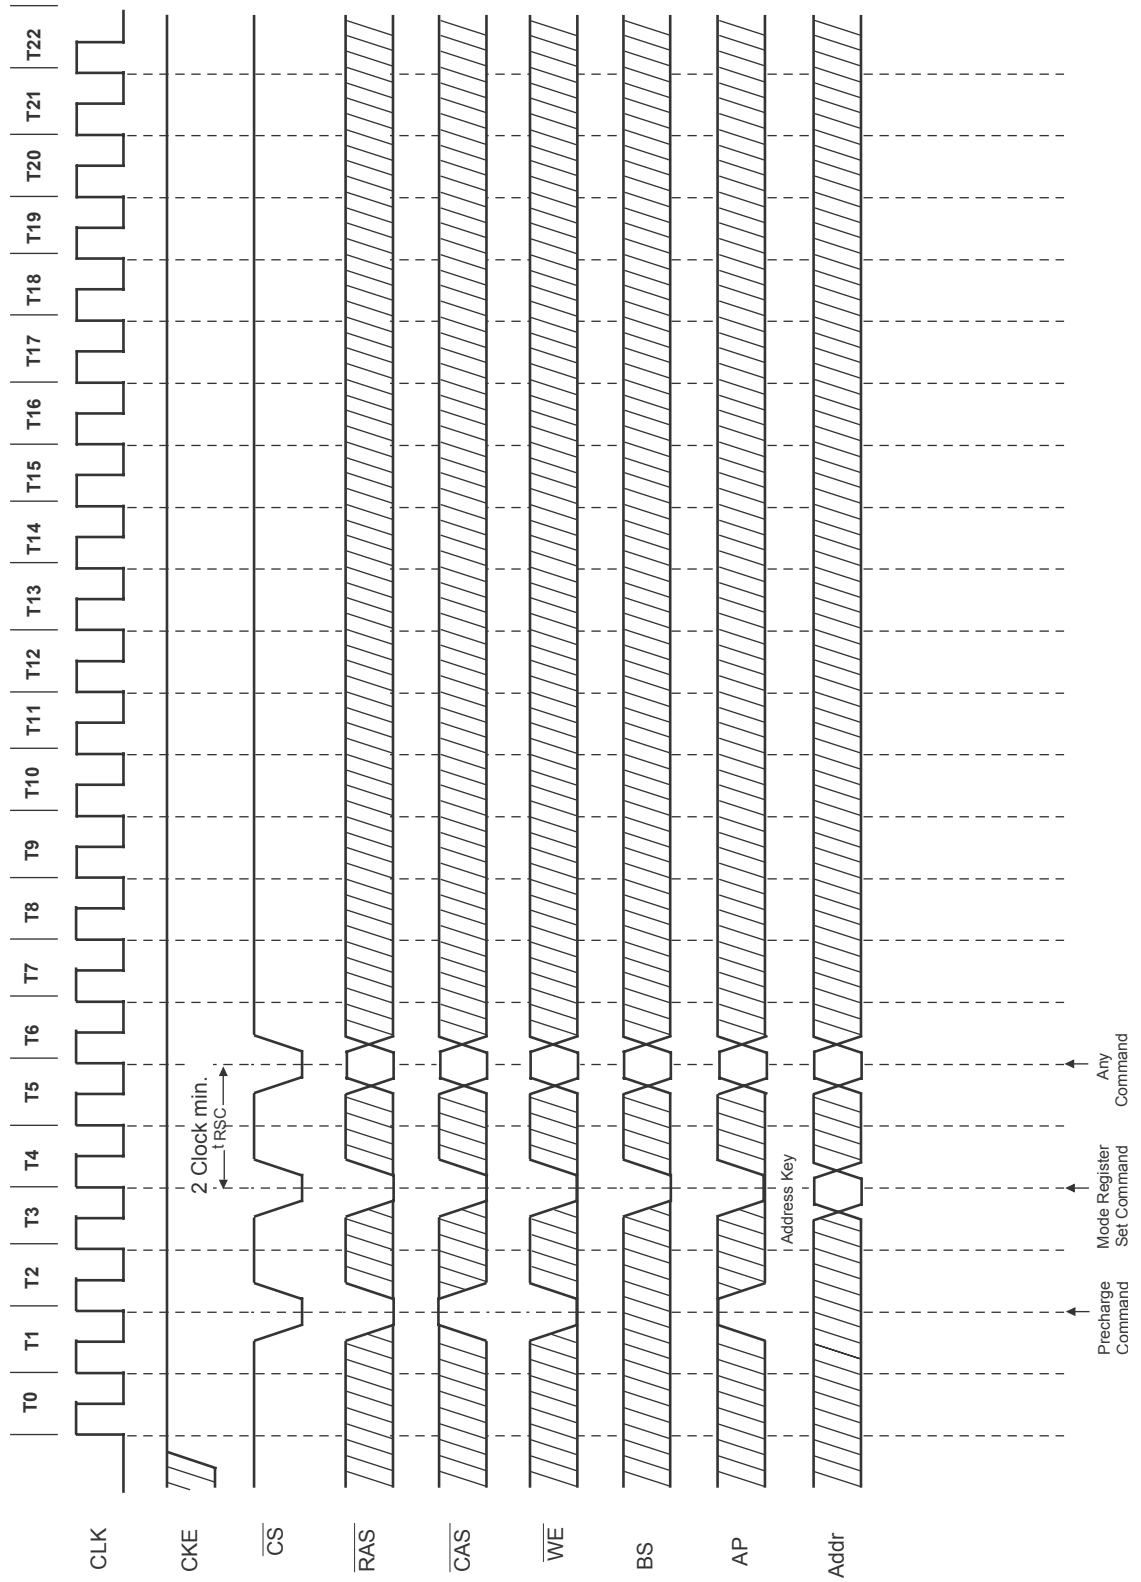 T0 T1 T2 T3 T4 T5 T6 T7 T8 T9 T10 T11 T12 T13 T14 T15 T16 T17 T18 T19 T20 T21 T22
CLK
CKE
2 Clock min.
tRSC
CS
RAS
CAS
WE
BS
AP
Address Key
Addr
Precharge
Command
Mode Register
Set Command
Any
Command